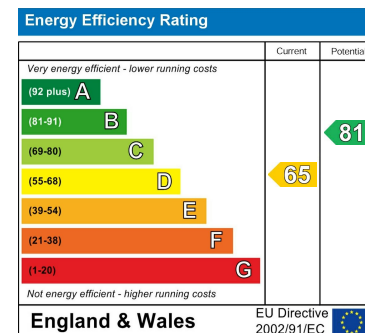 Energy Efficiency Rating
Current Potentia
Very energy efficient - lower running costs
(92 plus) A
(81-91) B
81
(69-80) C
(55-68) D
65
(39-54) E
(21-38) F
(1-20) G
Not energy efficient - higher running costs
England & Wales
EU Directive
2002/91/EC